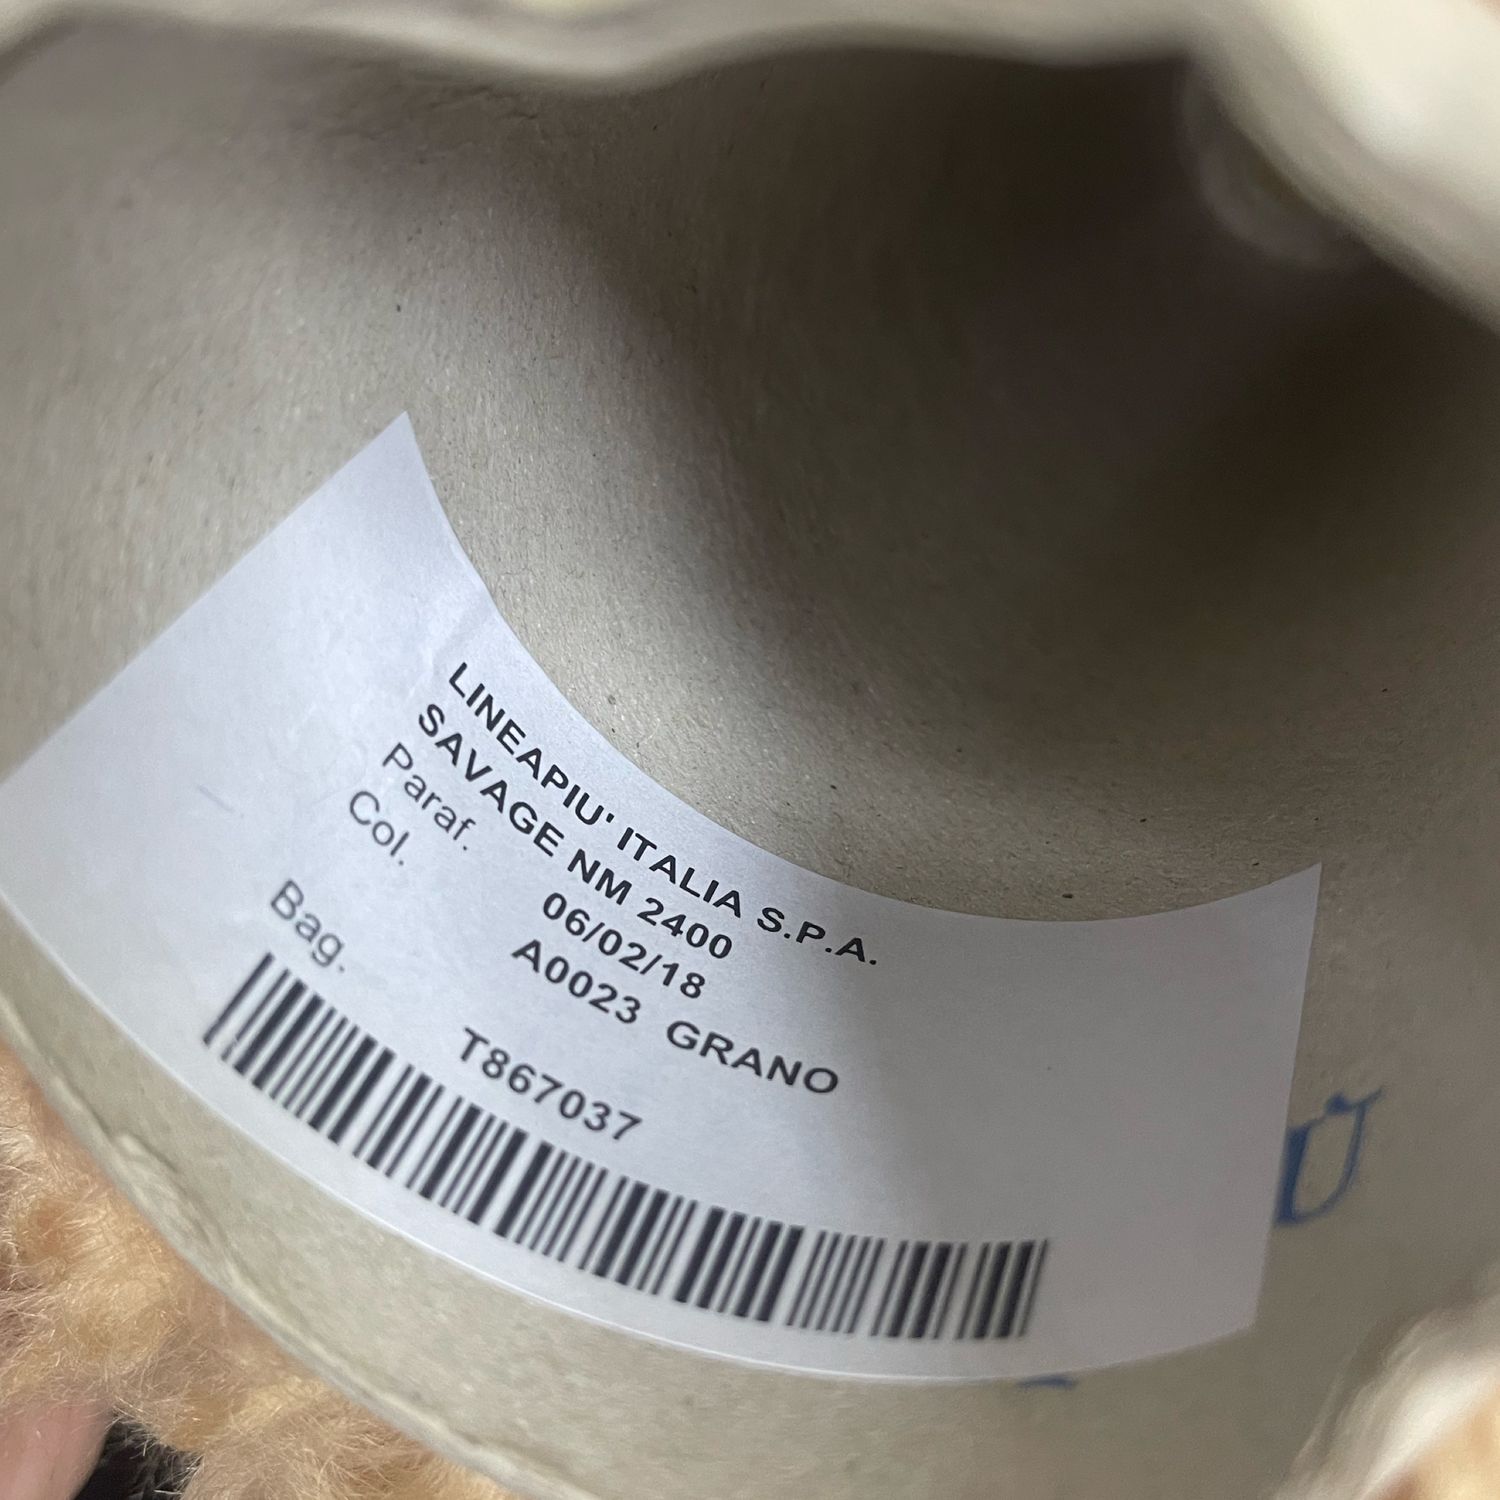 LINEAPIU' ITALIA S.P.A.
SAVAGE NM 2400
Paraf. 06/02/18
Col. A0023 GRANO
Bag. T867037
Ù